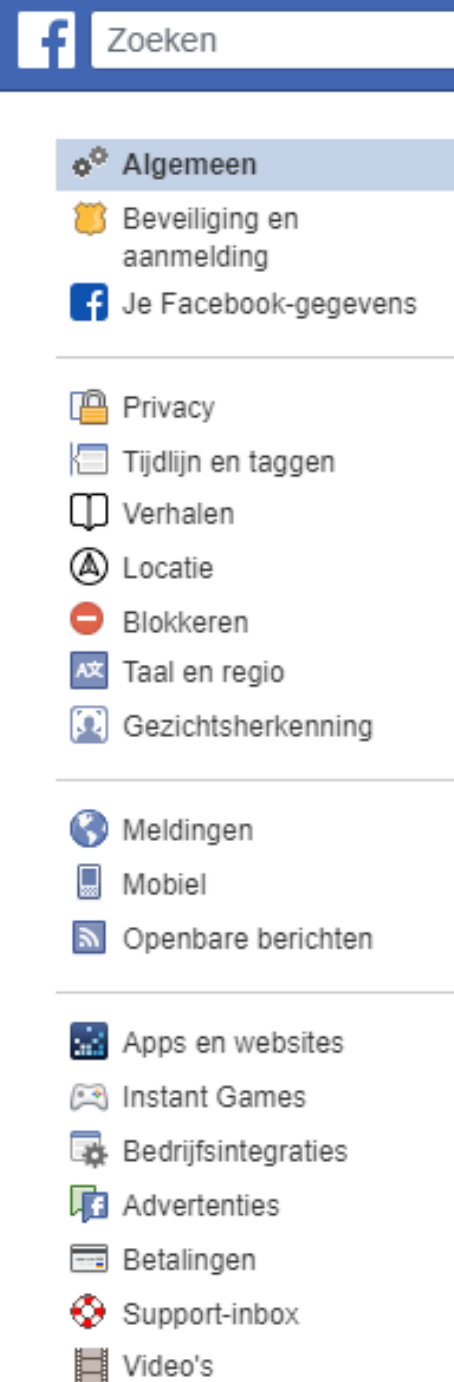 Zoeken
Algemeen
Beveiliging en
aanmelding
Je Facebook-gegevens
Privacy
Tijdlijn en taggen
Verhalen
Locatie
Blokkeren
Taal en regio
Gezichtsherkenning
Meldingen
Mobiel
Openbare berichten
Apps en websites
Instant Games
Bedrijfsintegraties
Advertenties
Betalingen
Support-inbox
Video's